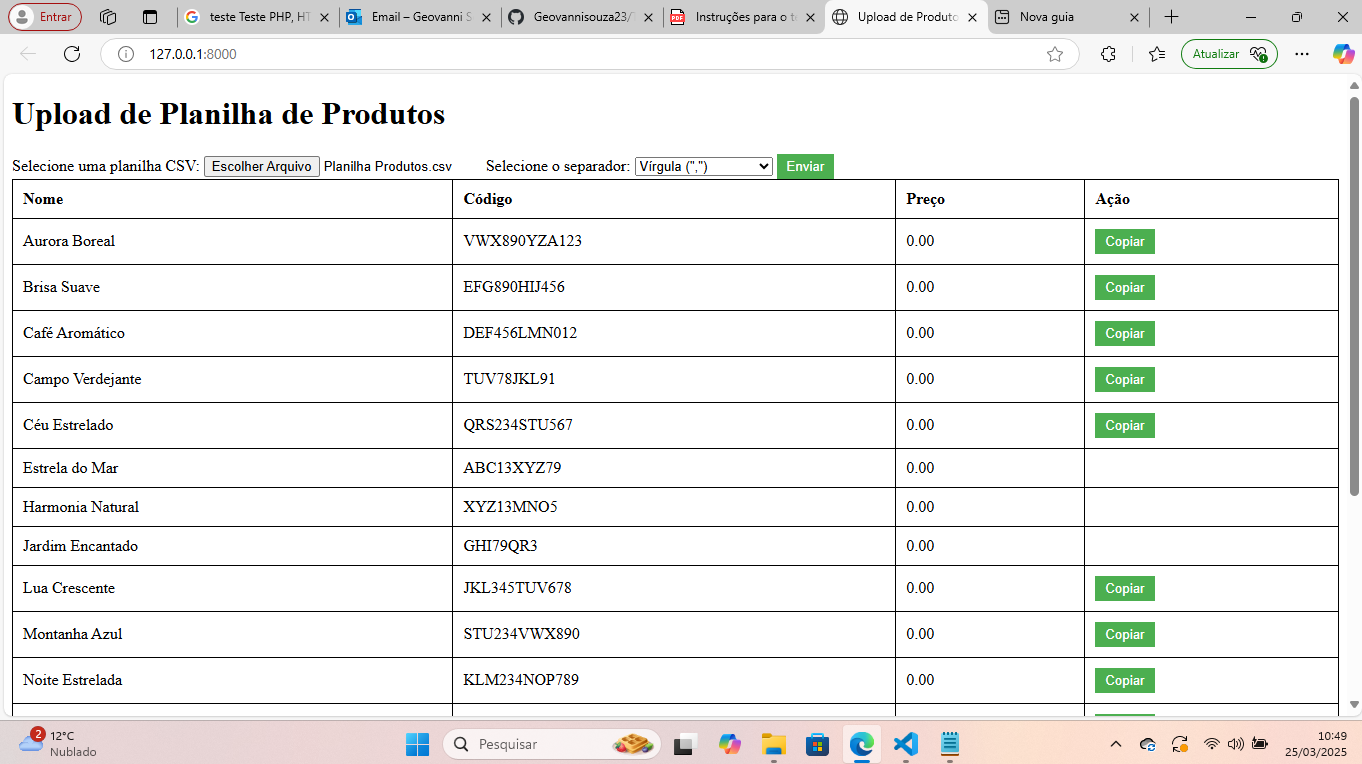 Entrar
teste Teste PHP, HT
Email – Geovanni S
Geovannisouza23/
Instruções para o t
Upload de Produto
Nova guia
127.0.0.1:8000
Atualizar
Upload de Planilha de Produtos
Selecione uma planilha CSV: Escolher Arquivo Planilha Produtos.csv Selecione o separador: Vírgula (",") Enviar
Nome Código Preço Ação
Aurora Boreal VWX890YZA123 0.00 Copiar
Brisa Suave EFG890HIJ456 0.00 Copiar
Café Aromático DEF456LMN012 0.00 Copiar
Campo Verdejante TUV78JKL91 0.00 Copiar
Céu Estrelado QRS234STU567 0.00 Copiar
Estrela do Mar ABC13XYZ79 0.00
Harmonia Natural XYZ13MNO5 0.00
Jardim Encantado GHI79QR3 0.00
Lua Crescente JKL345TUV678 0.00 Copiar
Montanha Azul STU234VWX890 0.00 Copiar
Noite Estrelada KLM234NOP789 0.00 Copiar
2
12°C
Nublado
Pesquisar
10:49
25/03/2025